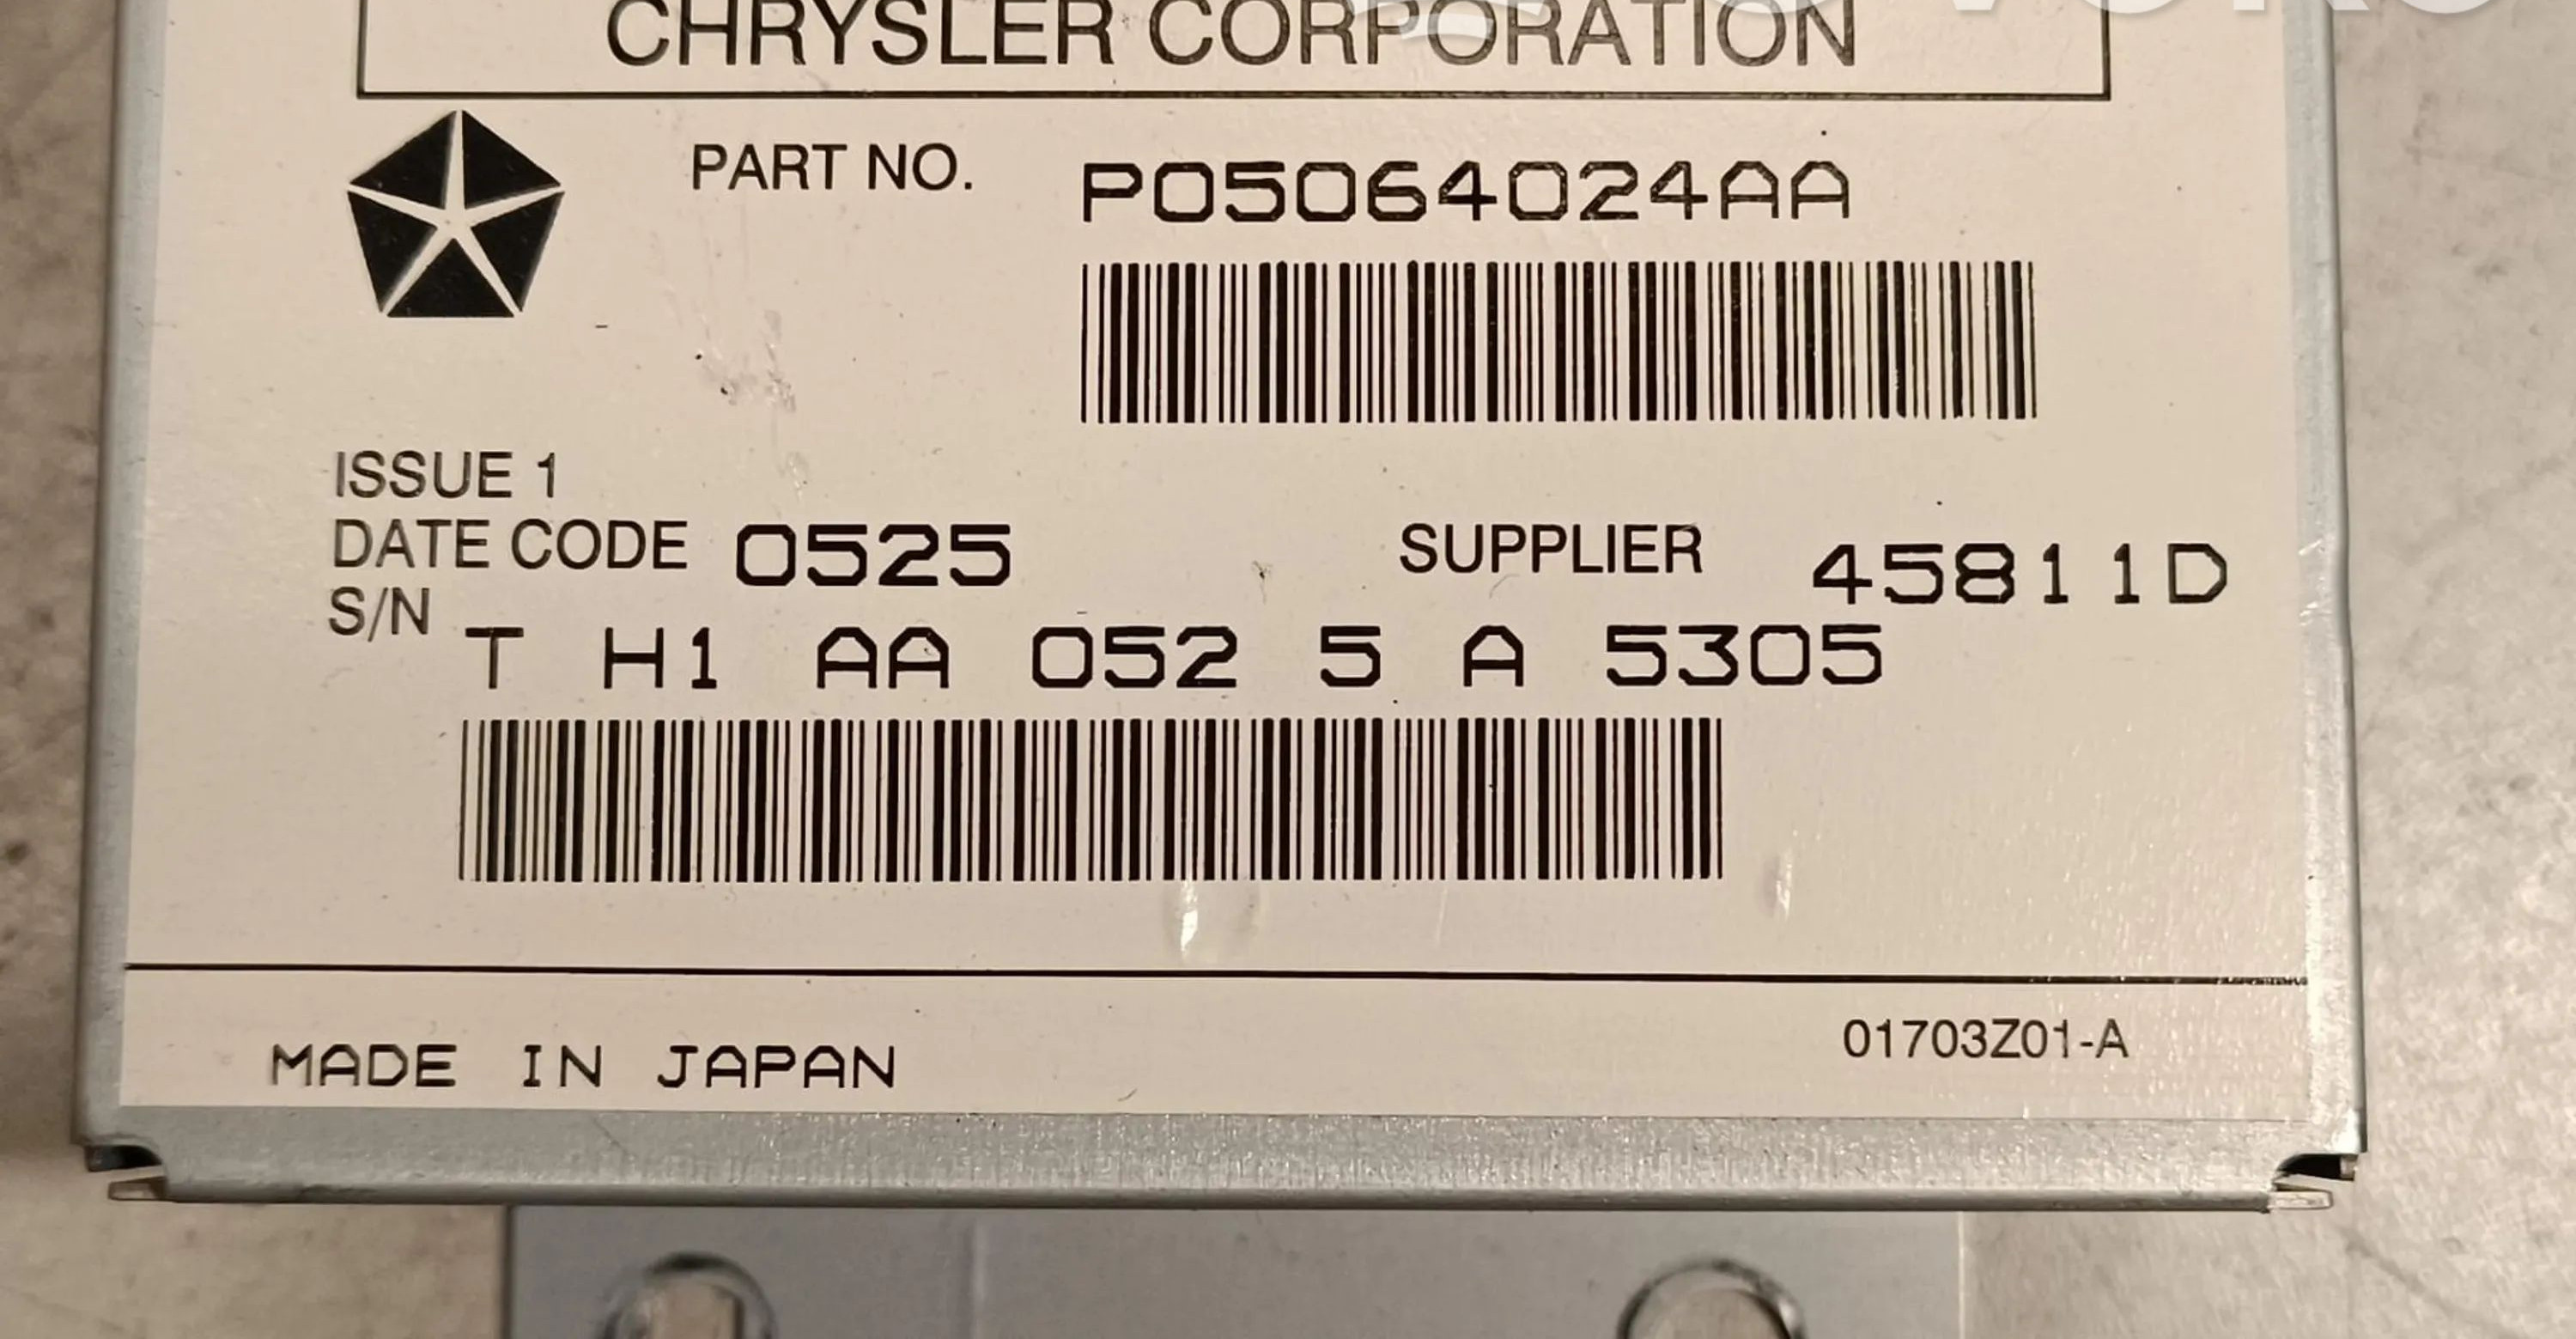 CHRYSLER CORPORATION
PART NO. P05064024AA
ISSUE 1
DATE CODE 0525 SUPPLIER 45811D
S/N T H1 AA 052 5 A 5305
MADE IN JAPAN 01703Z01-A